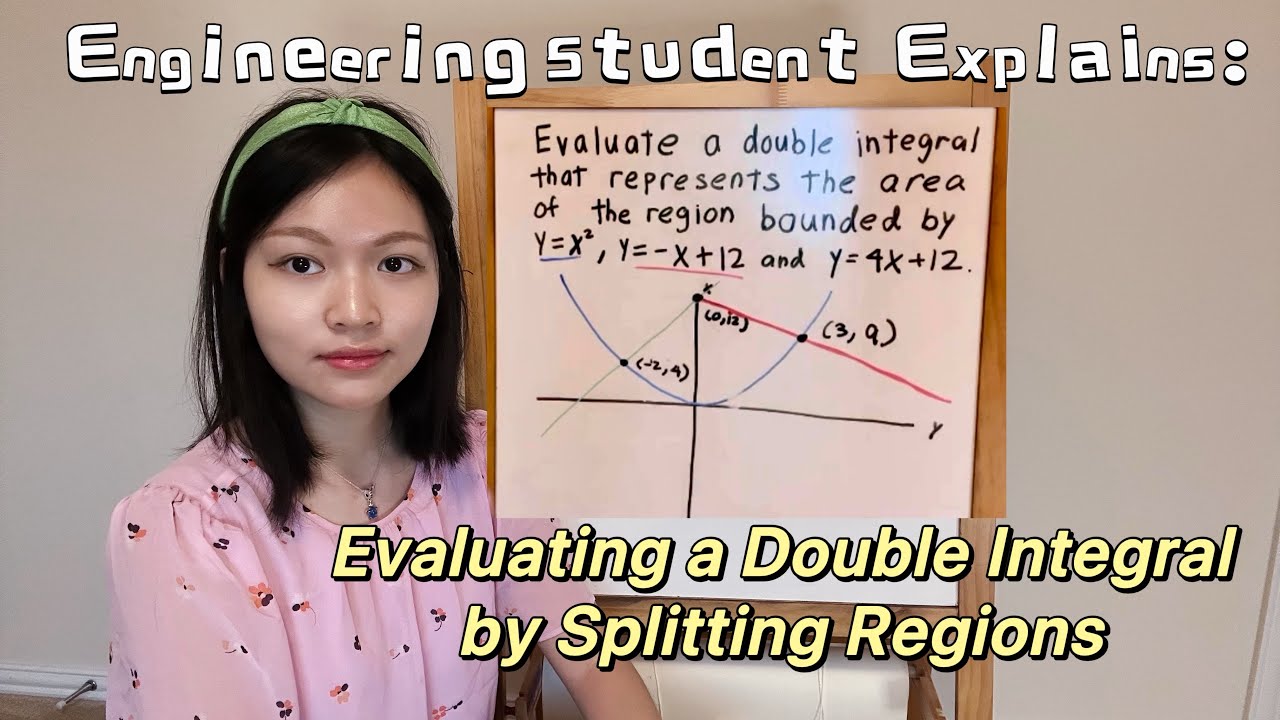 Engineering student Explains:
Evaluate a double integral
that represents the area
of the region bounded by
Y=X², Y=-X+12 and y=4X+12.
x
(0,12)
(3,9)
(-2,4)
Y
Evaluating a Double Integral
by Splitting Regions